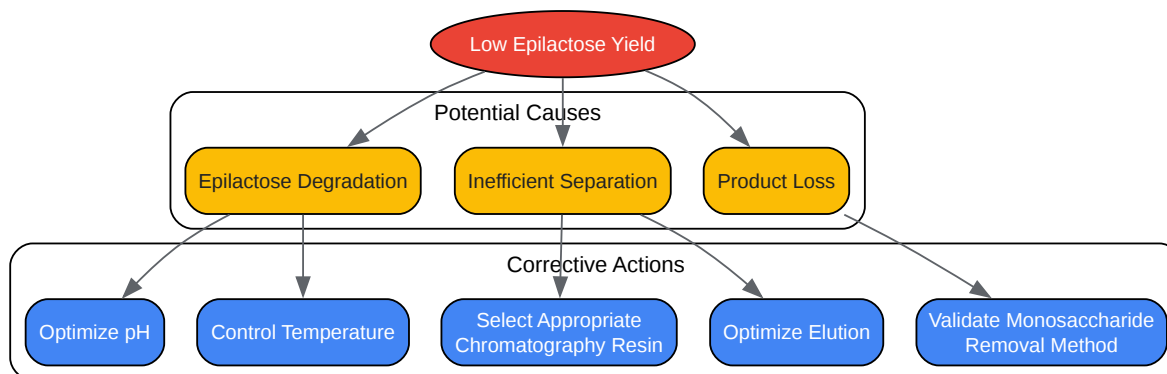 Low Epilactose Yield
Potential Causes
Epilactose Degradation
Inefficient Separation
Product Loss
Corrective Actions
Optimize pH
Control Temperature
Select Appropriate
Chromatography Resin
Optimize Elution
Validate Monosaccharide
Removal Method